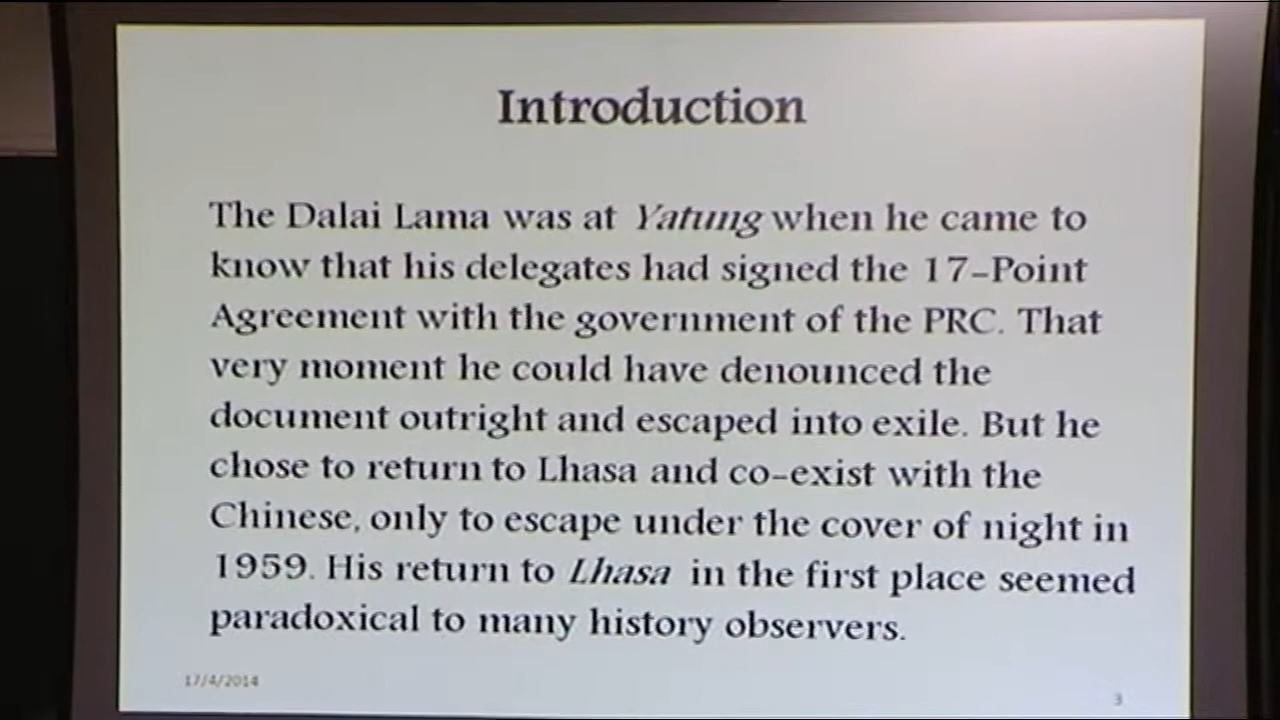 Introduction
The Dalai Lama was at Yatung when he came to
know that his delegates had signed the 17-Point
Agreement with the government of the PRC. That
very moment he could have denounced the
document outright and escaped into exile. But he
chose to return to Lhasa and co-exist with the
Chinese, only to escape under the cover of night in
1959. His return to Lhasa in the first place seemed
paradoxical to many history observers.
17/4/2014
3